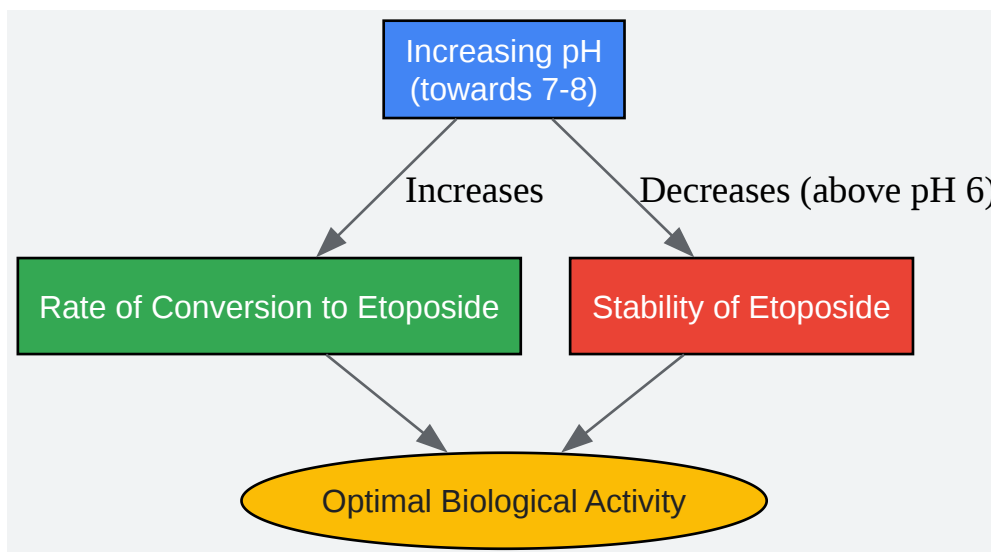 Increasing pH
(towards 7-8)
Increases
Decreases (above pH 6)
Rate of Conversion to Etoposide
Stability of Etoposide
Optimal Biological Activity